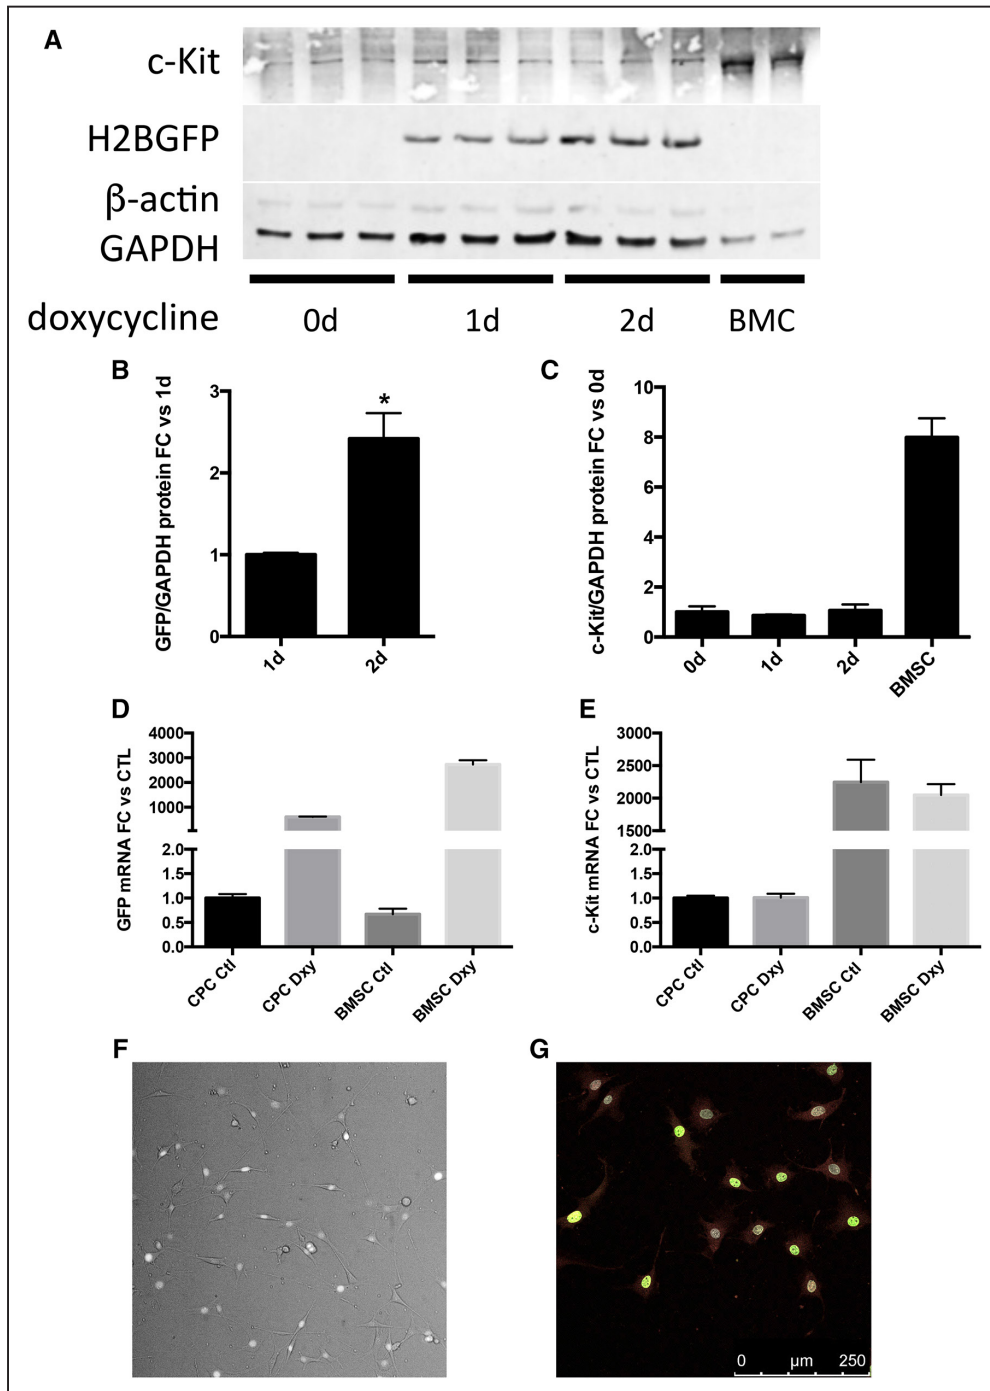 A
c-Kit
H2BGFP
β-actin
GAPDH
doxycycline 0d 1d 2d BMC
B
GFP/GAPDH protein FC vs 1d
3
2
1
0
1d 2d
*
C
c-Kit/GAPDH protein FC vs 0d
10
8
6
4
2
0
0d 1d 2d BMSC
D
GFP mRNA FC vs CTL
4000
3000
2000
1000
2.0
1.5
1.0
0.5
0.0
CPC Ctl CPC Dxy BMSC Ctl BMSC Dxy
E
c-Kit mRNA FC vs CTL
3000
2500
2000
1500
2.0
1.5
1.0
0.5
0.0
CPC Ctl CPC Dxy BMSC Ctl BMSC Dxy
F
G
0 µm 250